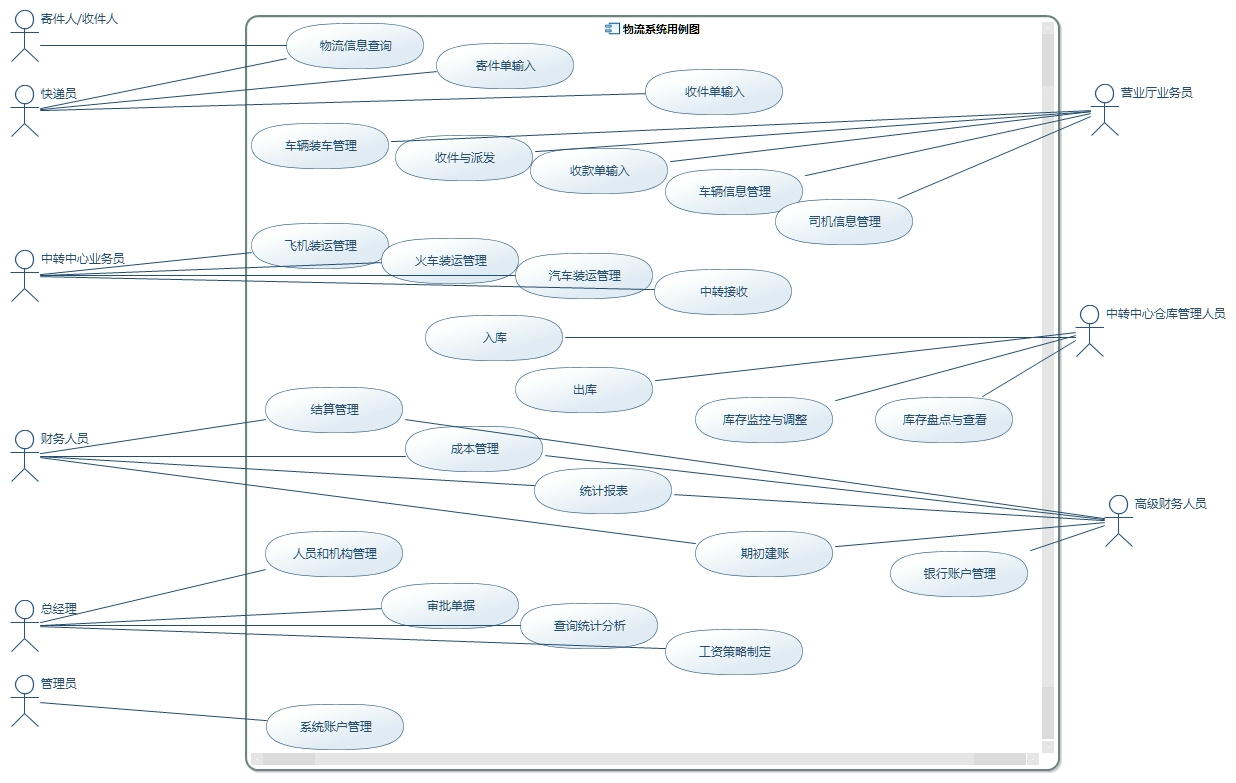 寄件人/收件人
物流系统用例图
物流信息查询
寄件单输入
快递员
收件单输入
营业厅业务员
车辆装车管理
收件与派发
收款单输入
车辆信息管理
司机信息管理
中转中心业务员
飞机装运管理
火车装运管理
汽车装运管理
中转接收
中转中心仓库管理人员
入库
出库
库存监控与调整
库存盘点与查看
结算管理
财务人员
成本管理
统计报表
高级财务人员
人员和机构管理
期初建账
银行账户管理
总经理
审批单据
查询统计分析
工资策略制定
管理员
系统账户管理